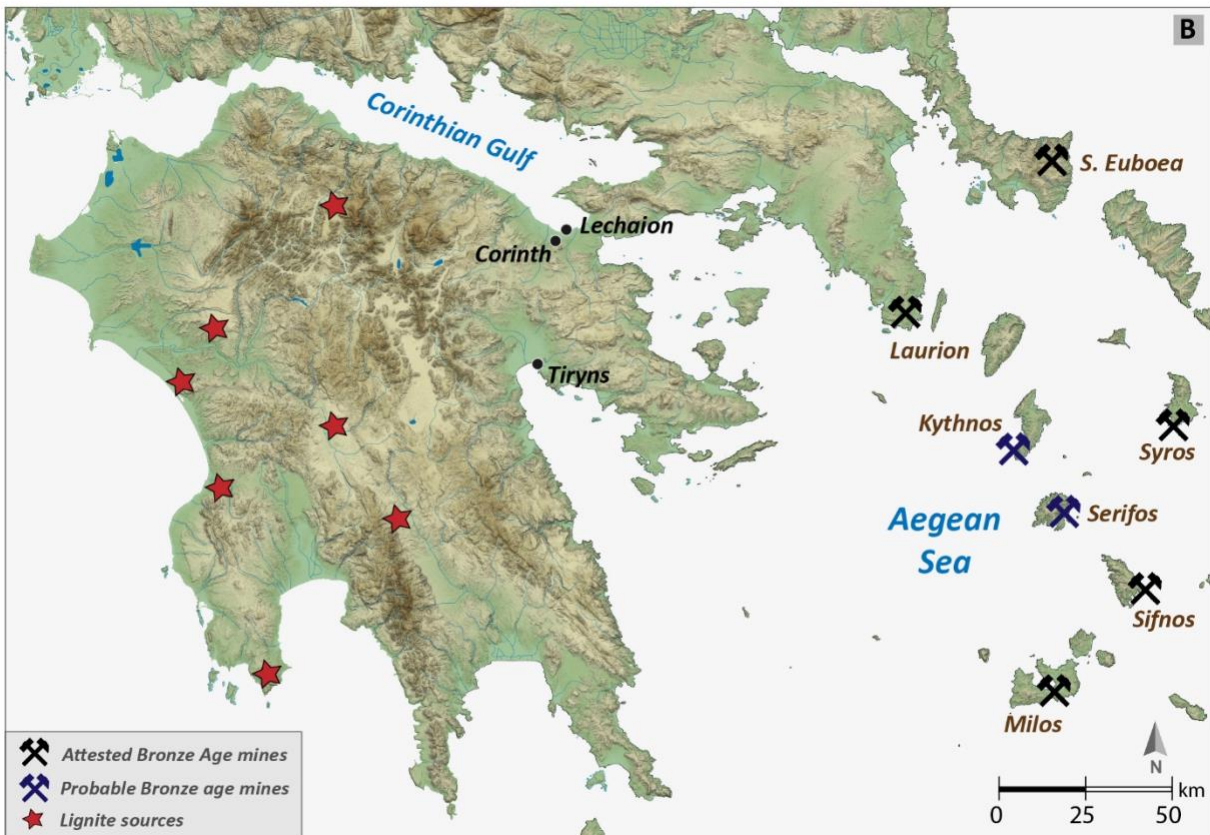 B
Corinthian Gulf
S. Euboea
Lechaion
Corinth
Laurion
Tiryns
Kythnos
Syros
Aegean
Sea
Serifos
Sifnos
Milos
N
km
0 25 50
Attested Bronze Age mines
Probable Bronze age mines
Lignite sources